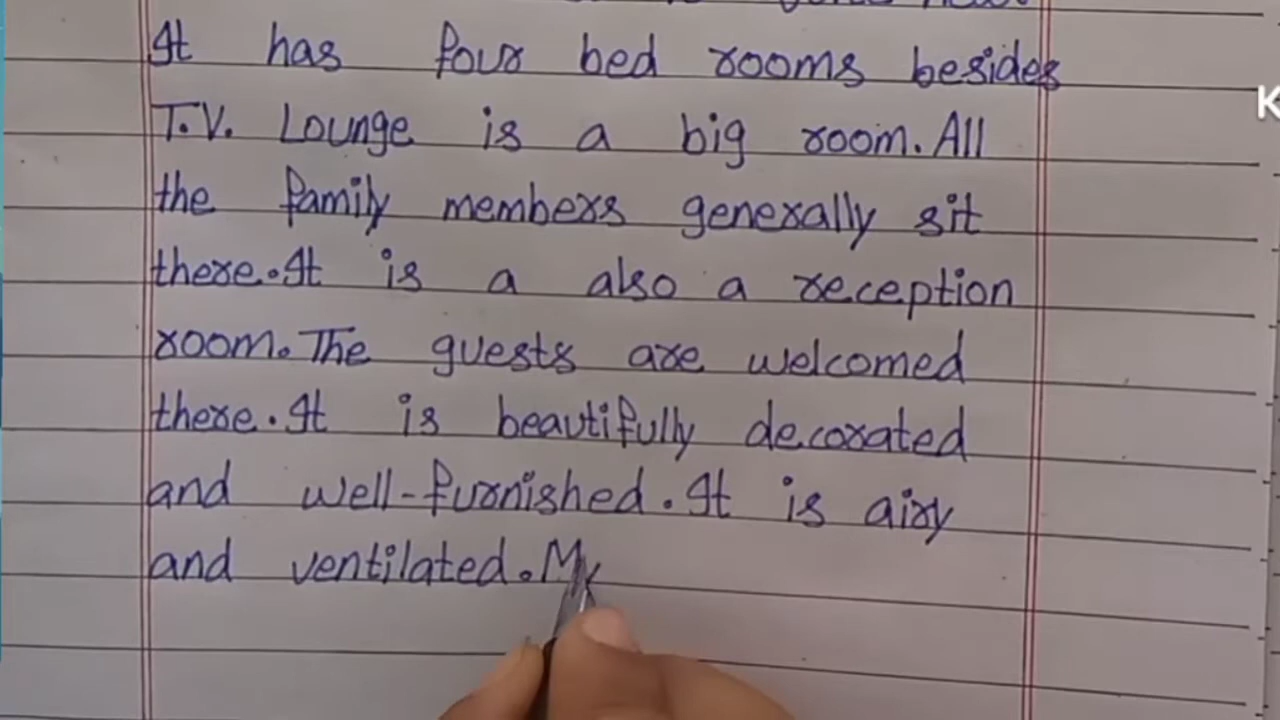 It has four bed rooms besides
T.V. Lounge is a big room. All
the family members generally sit
there. It is a also a reception
room. The guests are welcomed
there. It is beautifully decorated
and well-furnished. It is airy
and ventilated. My
K